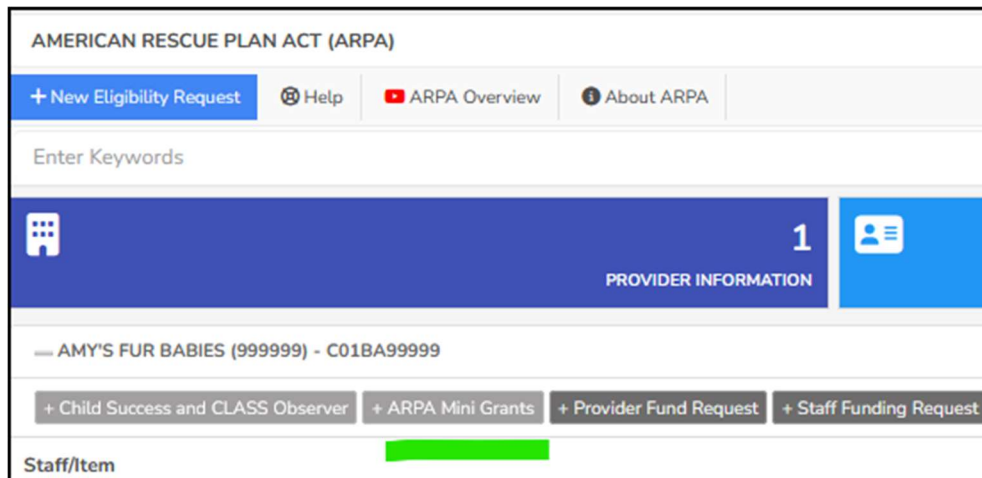 AMERICAN RESCUE PLAN ACT (ARPA)
+ New Eligibility Request Help ARPA Overview About ARPA
Enter Keywords
1
PROVIDER INFORMATION
AMY'S FUR BABIES (999999) - C01BA99999
+ Child Success and CLASS Observer + ARPA Mini Grants + Provider Fund Request + Staff Funding Request
Staff/Item